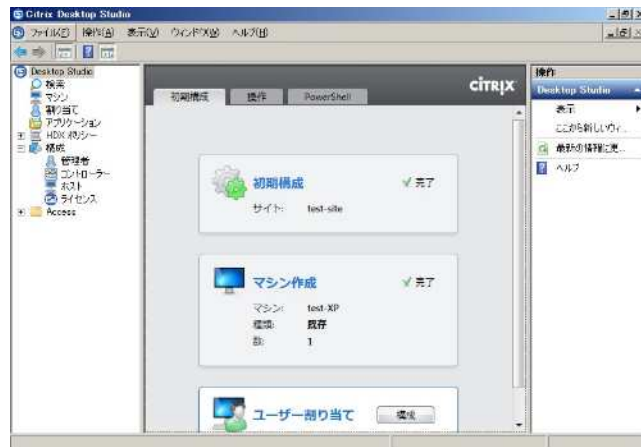 Citrix Desktop Studio
ファイル(F) 操作(A) 表示(V) ウィンドウ(W) ヘルプ(H)
Desktop Studio
検索
マシン
割り当て
アプリケーション
HDX ポリシー
構成
管理者
コントローラー
ホスト
ライセンス
Access
初期構成 操作 PowerShell
CITRIX
初期構成 完了
サイト: test-site
マシン作成 完了
マシン: test-XP
種類: 既存
数: 1
ユーザー割り当て 構成
操作
Desktop Studio
表示
ここから新しいウィ...
最新の情報に更...
ヘルプ